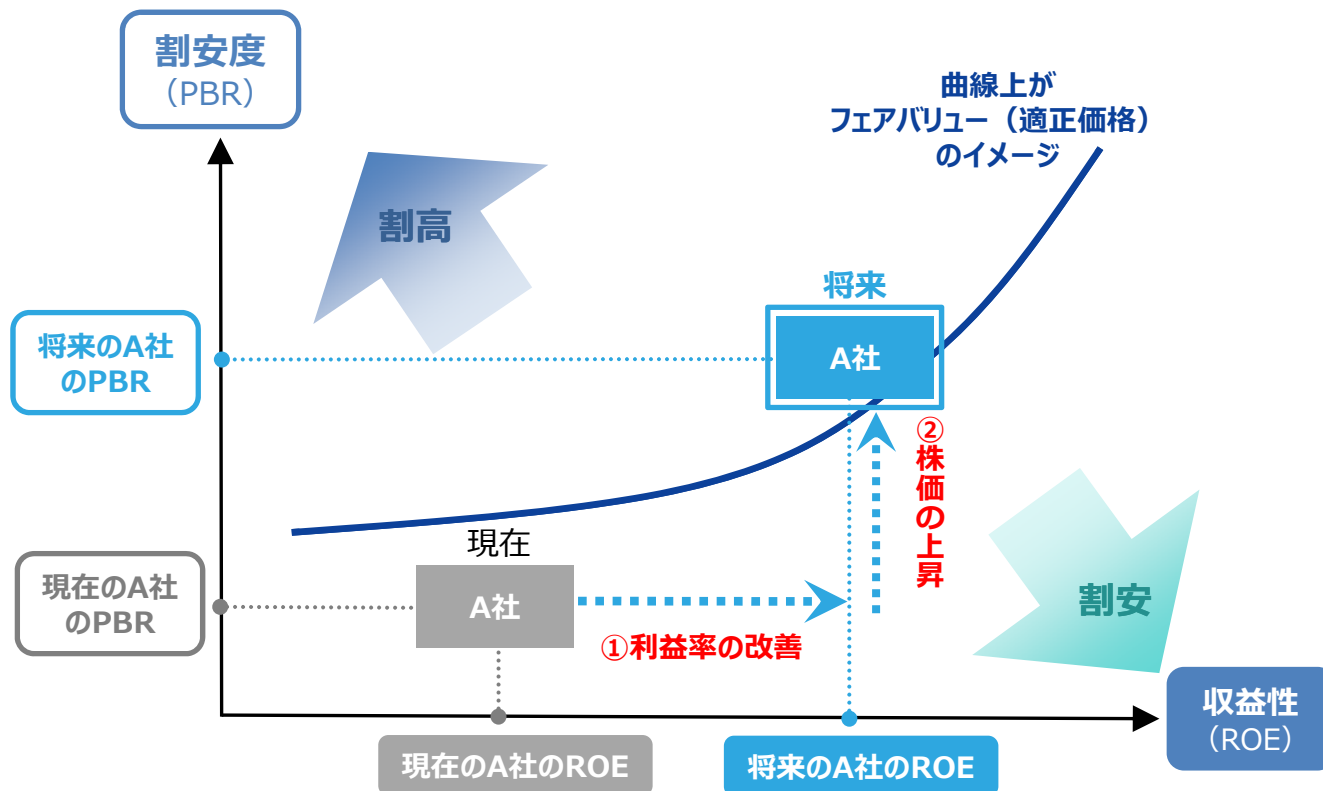 割安度
（PBR）
曲線上が
フェアバリュー（適正価格）
のイメージ
割高
将来
A社
将来のA社
のPBR
②株価の上昇
現在
A社
現在のA社
のPBR
①利益率の改善
割安
収益性
（ROE）
現在のA社のROE
将来のA社のROE